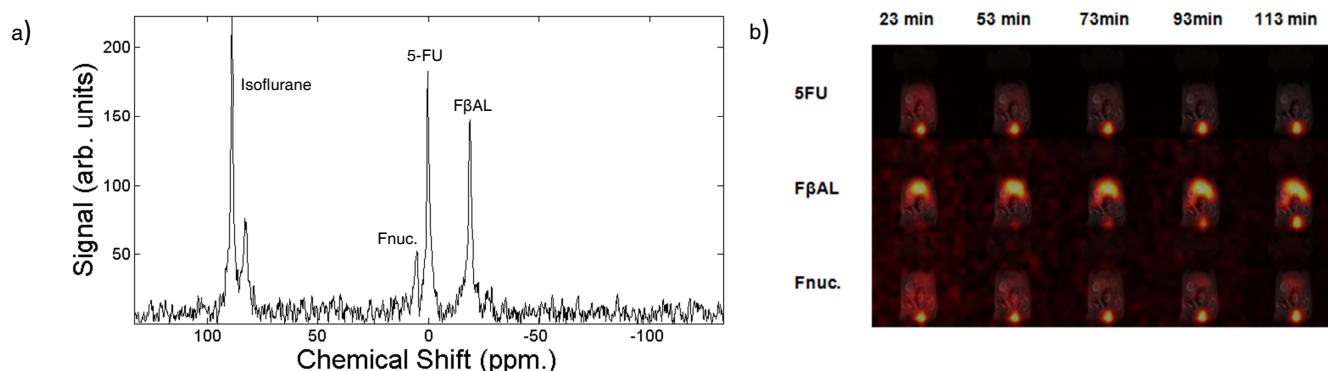 a)
Signal (arb. units)
200
150
100
50
Isoflurane
Fnuc.
5-FU
FβAL
100
50
0
-50
-100
Chemical Shift (ppm.)
b)
23 min 53 min 73min 93min 113 min
5FU
FβAL
Fnuc.